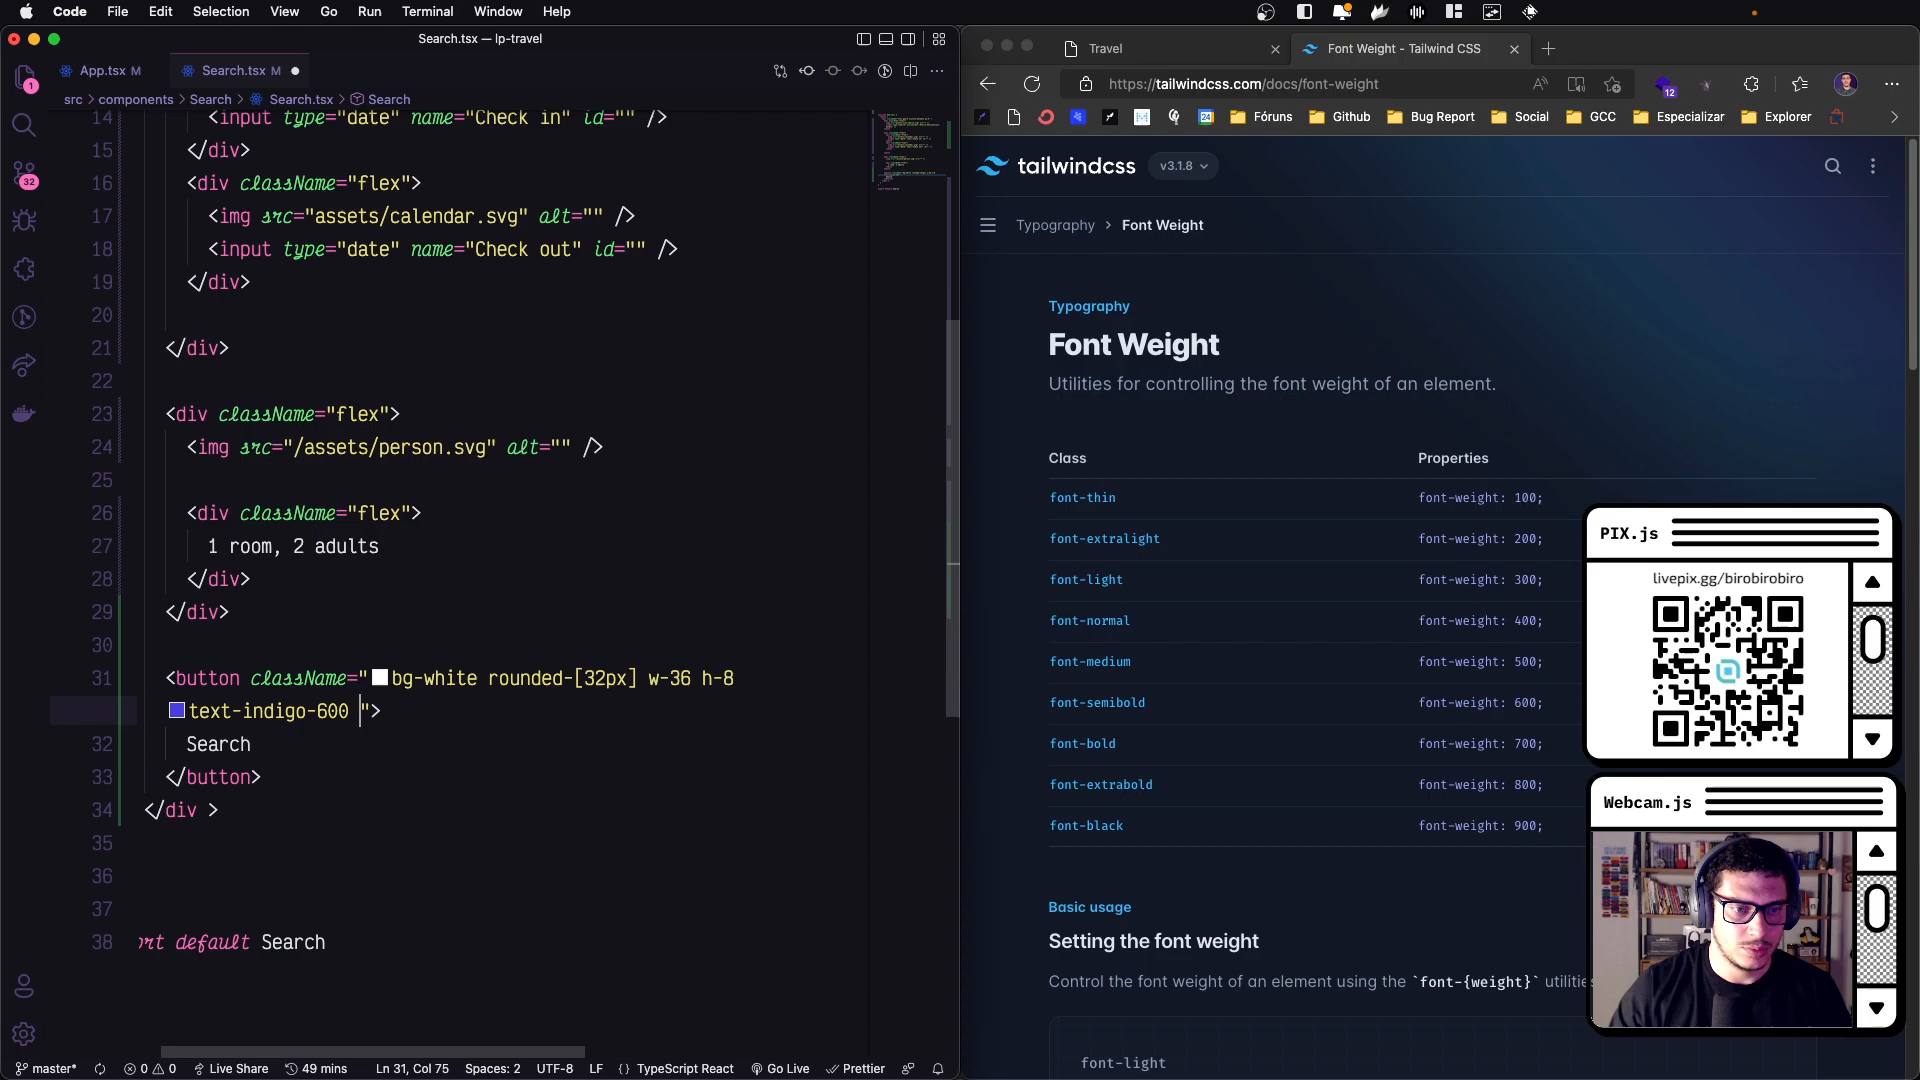 Code File Edit Selection View Go Run Terminal Window Help
Search.tsx — lp-travel
App.tsx M
Search.tsx M
src > components > Search > Search.tsx > Search
1
32
14 <input type="date" name="Check in" id="" />
15 </div>
16 <div className="flex">
17 <img src="assets/calendar.svg" alt="" />
18 <input type="date" name="Check out" id="" />
19 </div>
20
21 </div>
22
23 <div className="flex">
24 <img src="/assets/person.svg" alt="" />
25
26 <div className="flex">
27 1 room, 2 adults
28 </div>
29 </div>
30
31 <button className="bg-white rounded-[32px] w-36 h-8
text-indigo-600 ">
32 Search
33 </button>
34 </div >
35
36
37
38 rt default Search
master* 0 0 Live Share 49 mins Ln 31, Col 75 Spaces: 2 UTF-8 LF {} TypeScript React Go Live Prettier
Travel
Font Weight - Tailwind CSS
https://tailwindcss.com/docs/font-weight
12
24 Fóruns Github Bug Report Social GCC Especializar Explorer
tailwindcss v3.1.8
Typography > Font Weight
Typography
Font Weight
Utilities for controlling the font weight of an element.
Class Properties
font-thin font-weight: 100;
font-extralight font-weight: 200;
font-light font-weight: 300;
font-normal font-weight: 400;
font-medium font-weight: 500;
font-semibold font-weight: 600;
font-bold font-weight: 700;
font-extrabold font-weight: 800;
font-black font-weight: 900;
Basic usage
Setting the font weight
Control the font weight of an element using the `font-{weight}` utilitie
font-light
PIX.js
livepix.gg/birobirobiro
Webcam.js